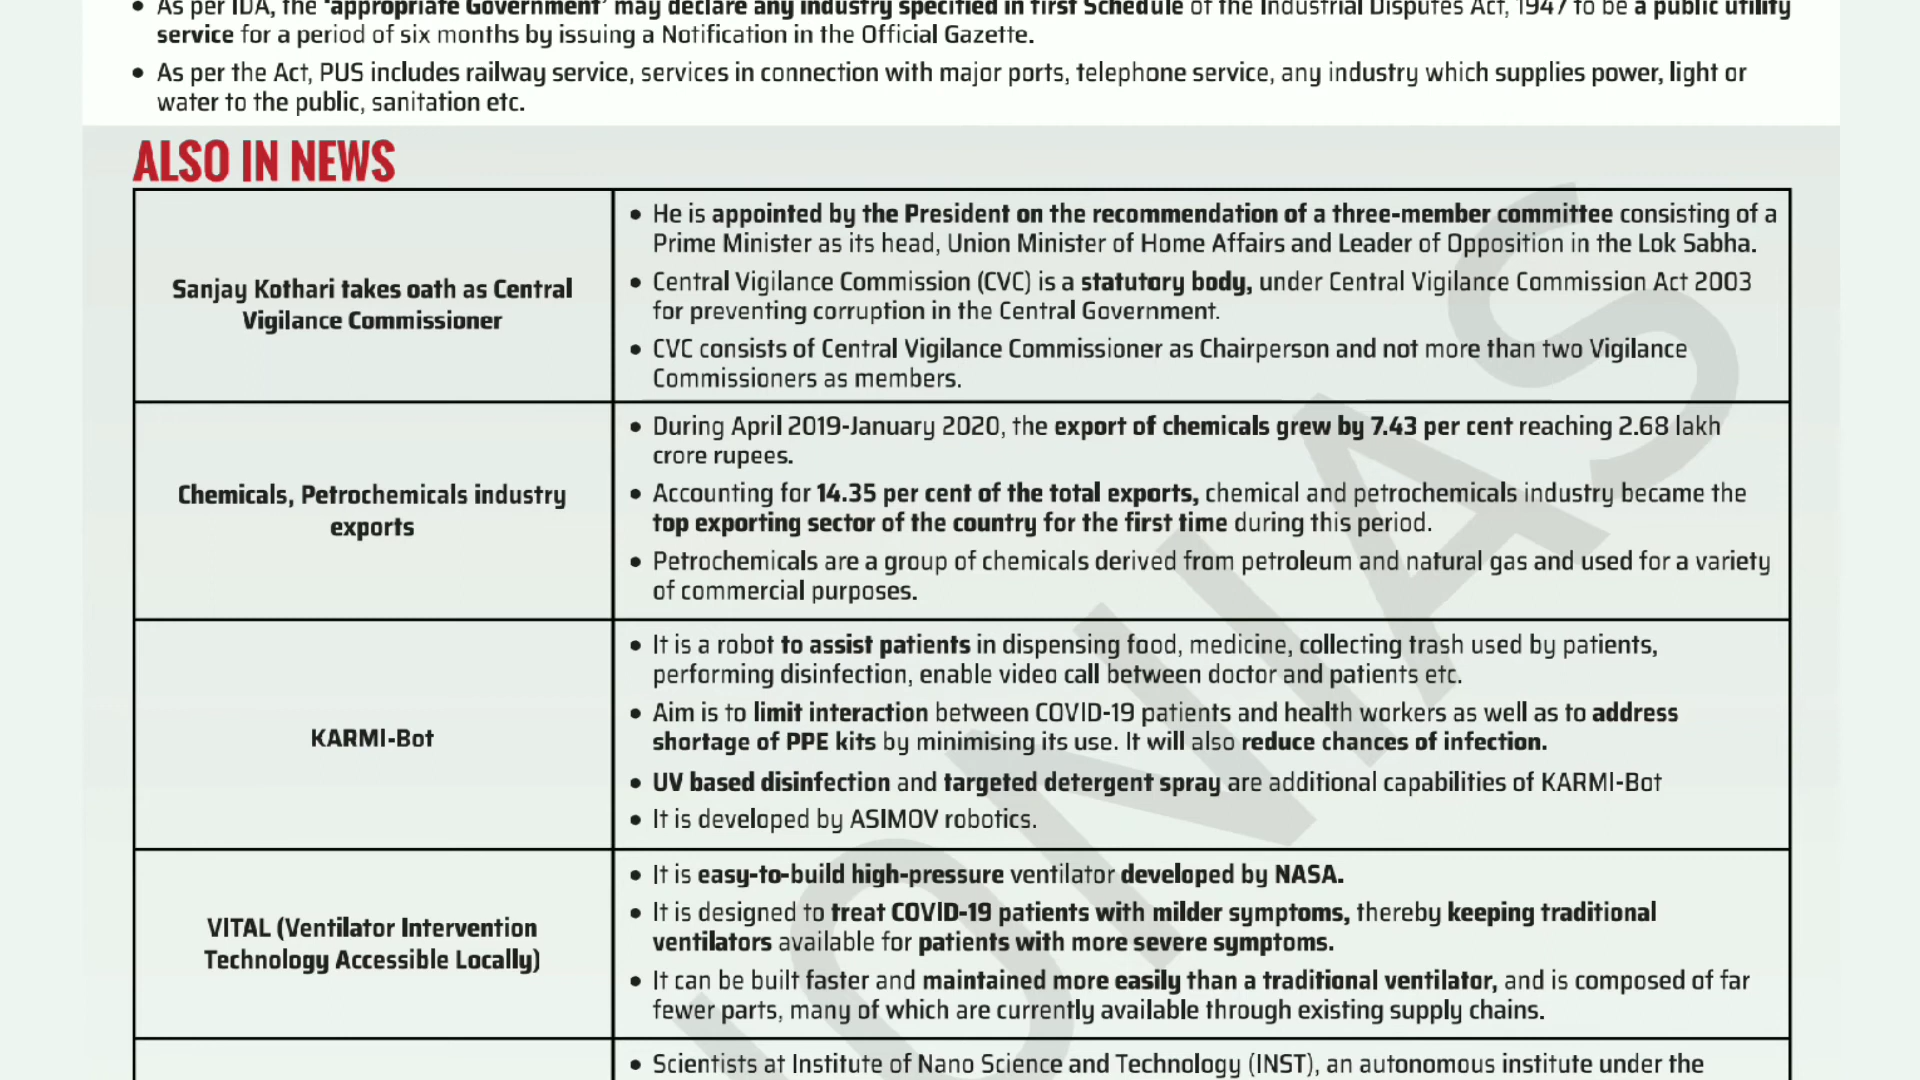 • As per IDA, the 'appropriate Government' may declare any industry specified in first Schedule of the Industrial Disputes Act, 1947 to be a public utility
service for a period of six months by issuing a Notification in the Official Gazette.
• As per the Act, PUS includes railway service, services in connection with major ports, telephone service, any industry which supplies power, light or
water to the public, sanitation etc.
ALSO IN NEWS
Sanjay Kothari takes oath as Central
Vigilance Commissioner
• He is appointed by the President on the recommendation of a three-member committee consisting of a
Prime Minister as its head, Union Minister of Home Affairs and Leader of Opposition in the Lok Sabha.
• Central Vigilance Commission (CVC) is a statutory body, under Central Vigilance Commission Act 2003
for preventing corruption in the Central Government.
• CVC consists of Central Vigilance Commissioner as Chairperson and not more than two Vigilance
Commissioners as members.
Chemicals, Petrochemicals industry
exports
• During April 2019-January 2020, the export of chemicals grew by 7.43 per cent reaching 2.68 lakh
crore rupees.
• Accounting for 14.35 per cent of the total exports, chemical and petrochemicals industry became the
top exporting sector of the country for the first time during this period.
• Petrochemicals are a group of chemicals derived from petroleum and natural gas and used for a variety
of commercial purposes.
KARMI-Bot
• It is a robot to assist patients in dispensing food, medicine, collecting trash used by patients,
performing disinfection, enable video call between doctor and patients etc.
• Aim is to limit interaction between COVID-19 patients and health workers as well as to address
shortage of PPE kits by minimising its use. It will also reduce chances of infection.
• UV based disinfection and targeted detergent spray are additional capabilities of KARMI-Bot
• It is developed by ASIMOV robotics.
VITAL (Ventilator Intervention
Technology Accessible Locally)
• It is easy-to-build high-pressure ventilator developed by NASA.
• It is designed to treat COVID-19 patients with milder symptoms, thereby keeping traditional
ventilators available for patients with more severe symptoms.
• It can be built faster and maintained more easily than a traditional ventilator, and is composed of far
fewer parts, many of which are currently available through existing supply chains.
• Scientists at Institute of Nano Science and Technology (INST), an autonomous institute under the